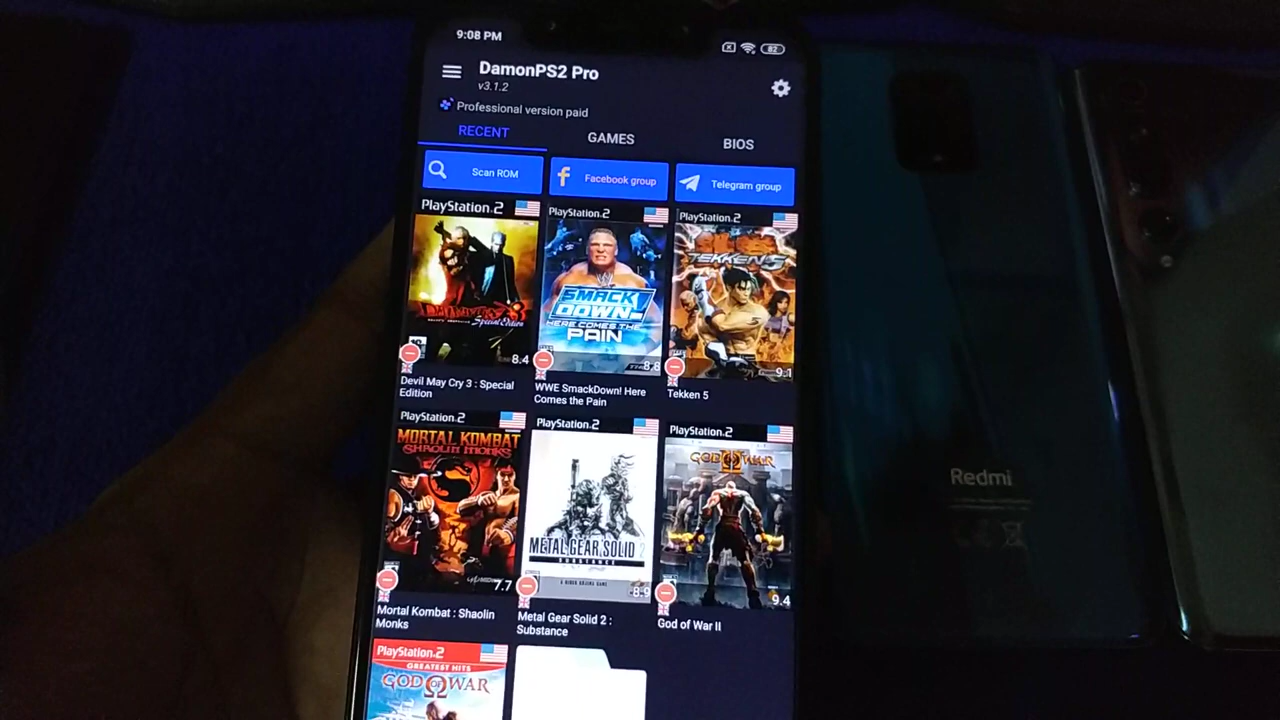 9:08 PM
82
DamonPS2 Pro
v3.1.2
Professional version paid
RECENT
GAMES
BIOS
Scan ROM
Facebook group
Telegram group
PlayStation.2
PlayStation.2
PlayStation.2
Special Edition
8.4
SMACK
DOWN!
HERE COMES THE
PAIN
8.8
TEKKEN 5
9.1
Devil May Cry 3 : Special
Edition
WWE SmackDown! Here
Comes the Pain
Tekken 5
PlayStation.2
PlayStation.2
PlayStation.2
MORTAL KOMBAT
SHAOLIN MONKS
MIDWAY
7.7
METAL GEAR SOLID 2
SUBSTANCE
8.9
GOD OF WAR
II
9.4
Mortal Kombat : Shaolin
Monks
Metal Gear Solid 2 :
Substance
God of War II
PlayStation.2
GREATEST HITS
GOD OF WAR
Redmi